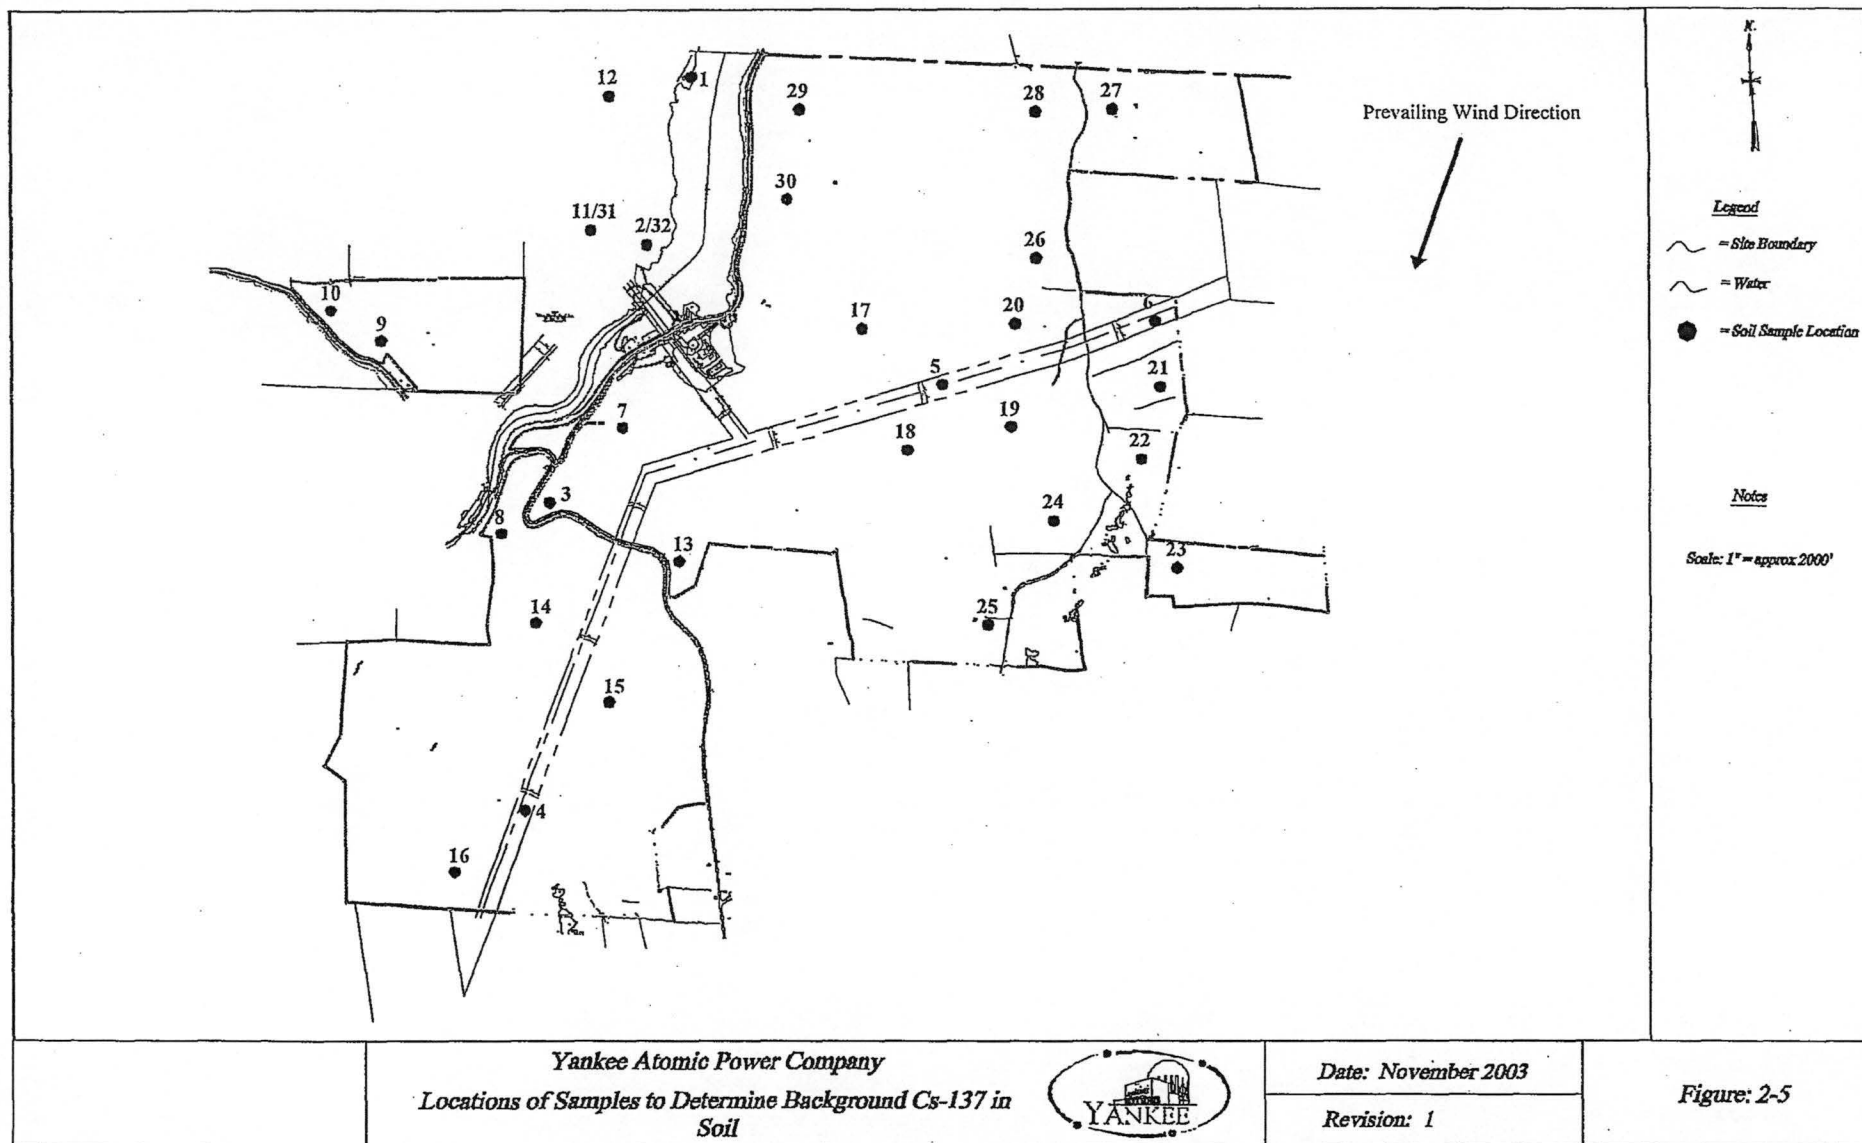 N.
12
1
29
28
27
Prevailing Wind Direction
30
11/31
2/32
26
10
9
17
20
6
5
21
7
18
19
22
3
8
24
13
23
14
25
15
4
16
Legend
= Site Boundary
= Water
= Soil Sample Location
Notes
Scale: 1" = approx 2000'
Yankee Atomic Power Company
Locations of Samples to Determine Background Cs-137 in
Soil
YANKEE
Date: November 2003
Revision: 1
Figure: 2-5